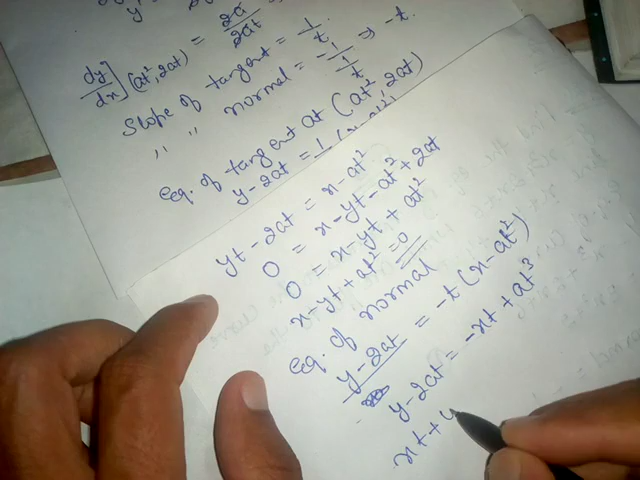 y'
dy/dx](at², 2at) = 2a/2at
Slope of tangent = 1/t
,, ,, normal = -1/(1/t) ⇒ -t.
eq. of tangent at (at², 2at)
y-2at = 1/t (x-at²)
yt - 2at = x - at²
0 = x - yt - at² + 2at
0 = x - yt + at²
x - yt + at² = 0
eq. of normal
y - 2at = -t (x - at²)
y - 2at = -xt + at³
xt + y